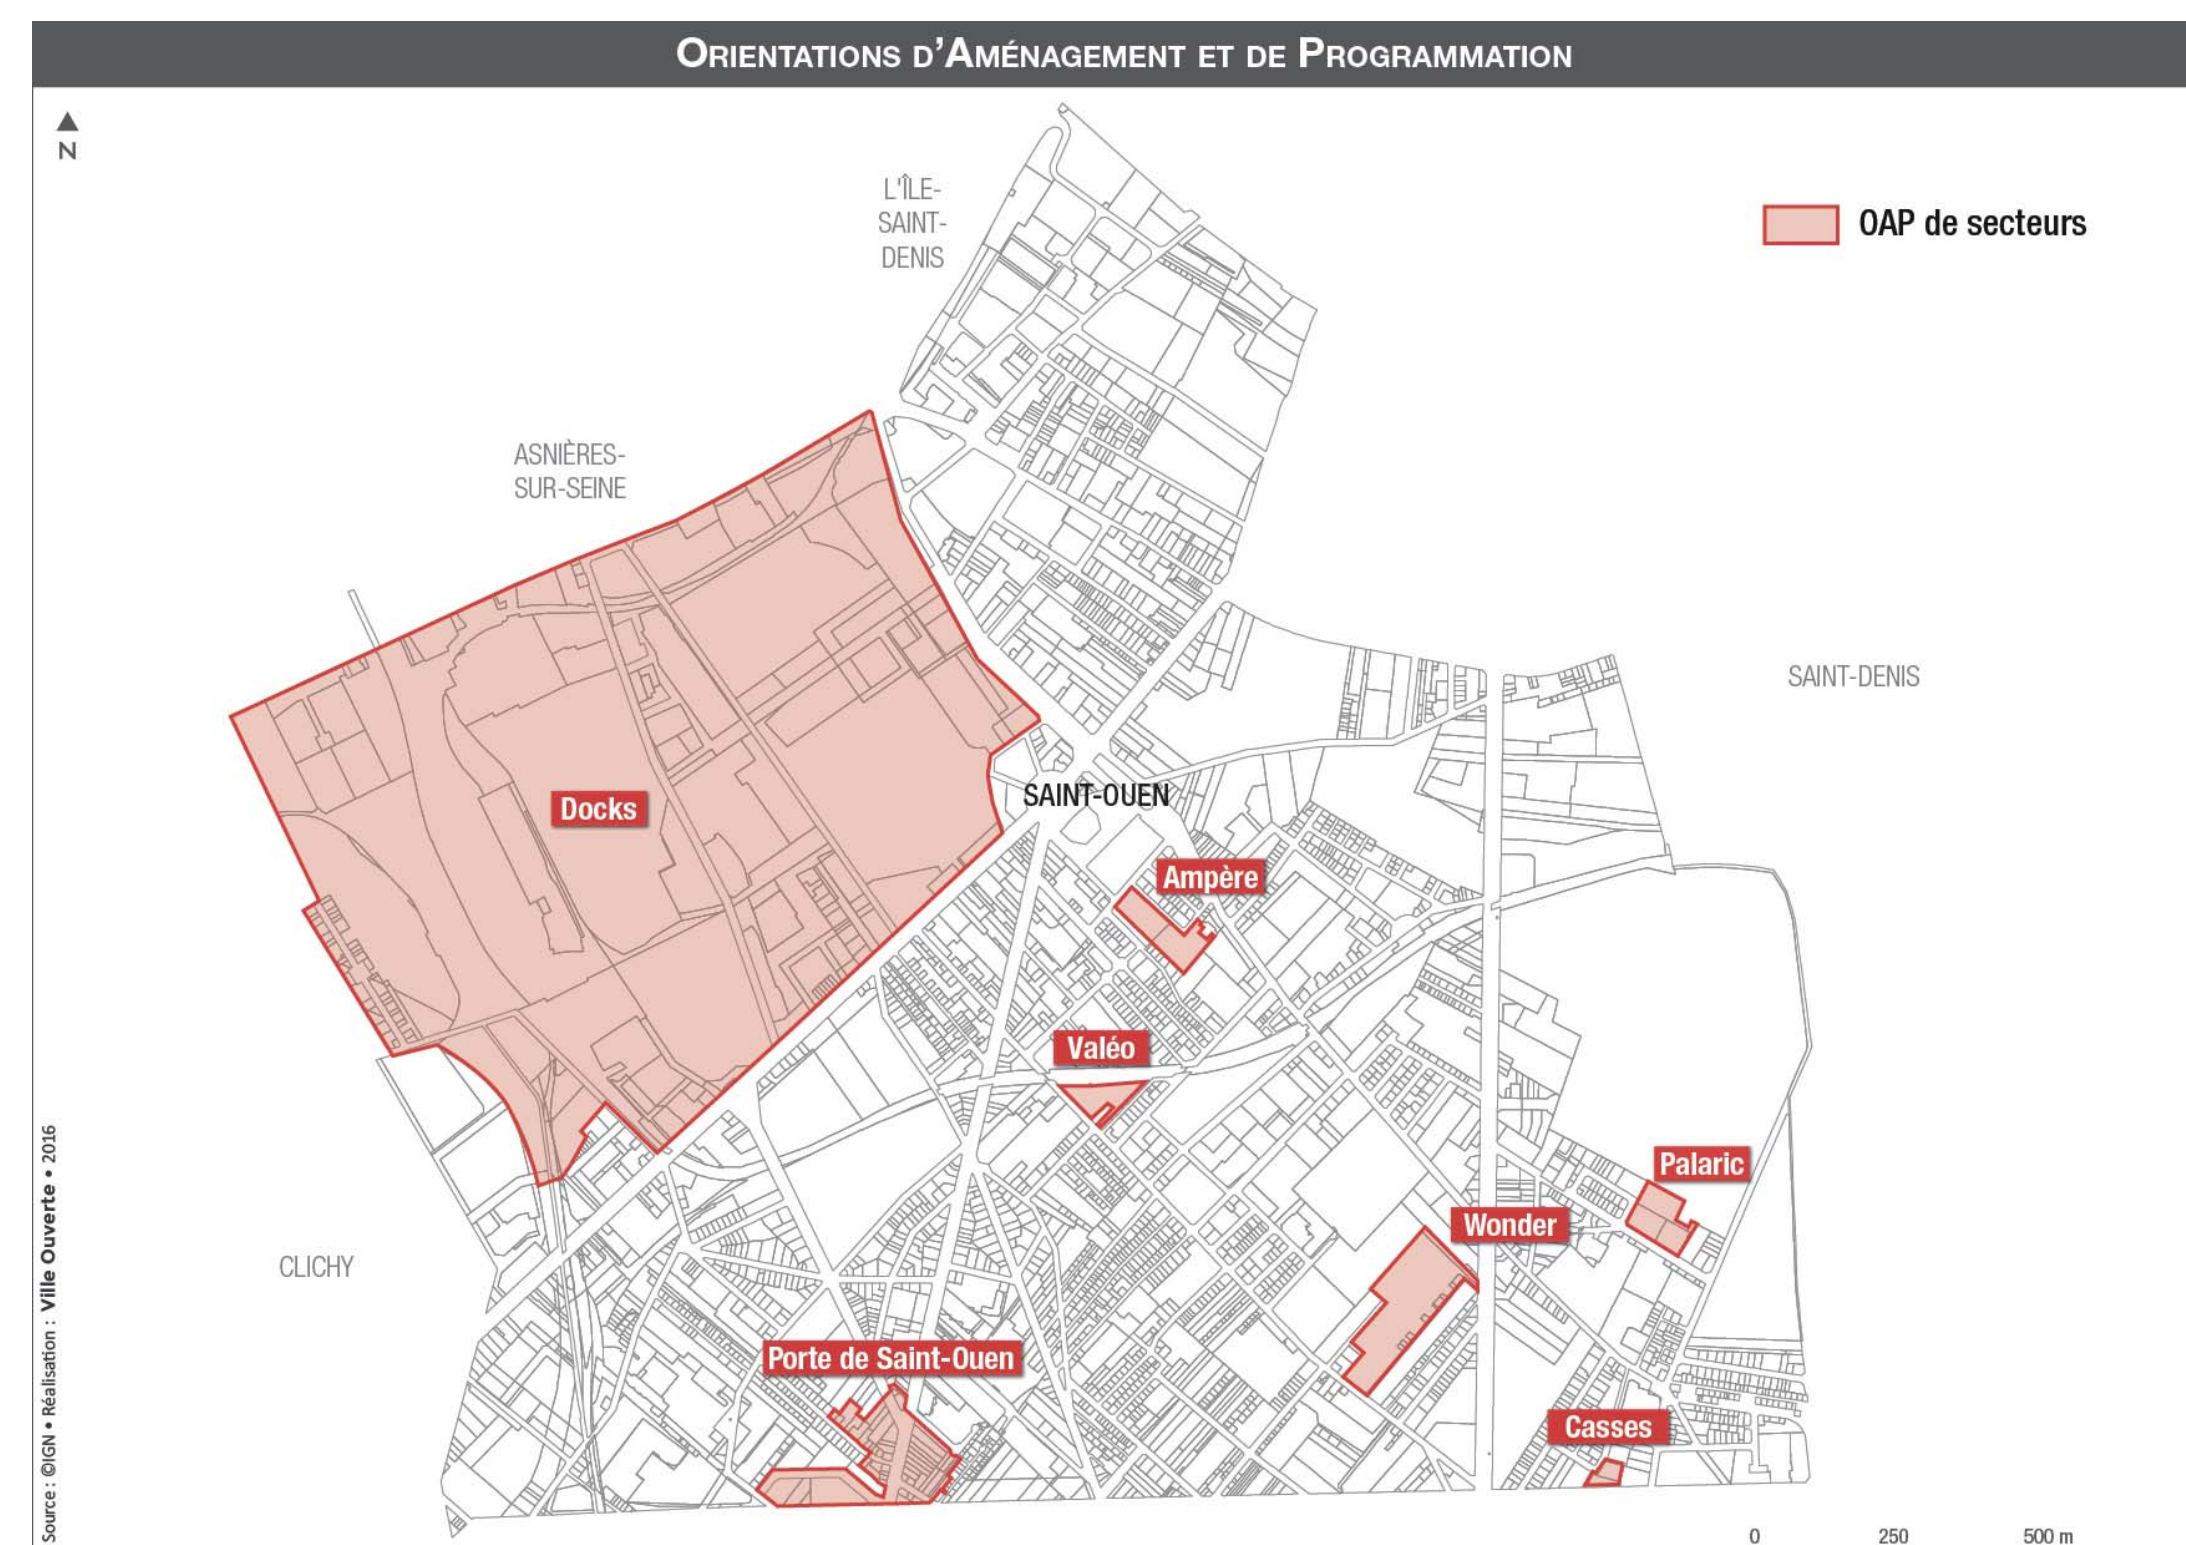 ORIENTATIONS D'AMÉNAGEMENT ET DE PROGRAMMATION
N
L'ÎLE-
SAINT-
DENIS
OAP de secteurs
ASNIÈRES-
SUR-SEINE
SAINT-DENIS
Docks
SAINT-OUEN
Ampère
Valéo
Palaric
Wonder
CLICHY
Porte de Saint-Ouen
Casses
0 250 500 m
Source : ©IGN • Réalisation : Ville Ouverte • 2016